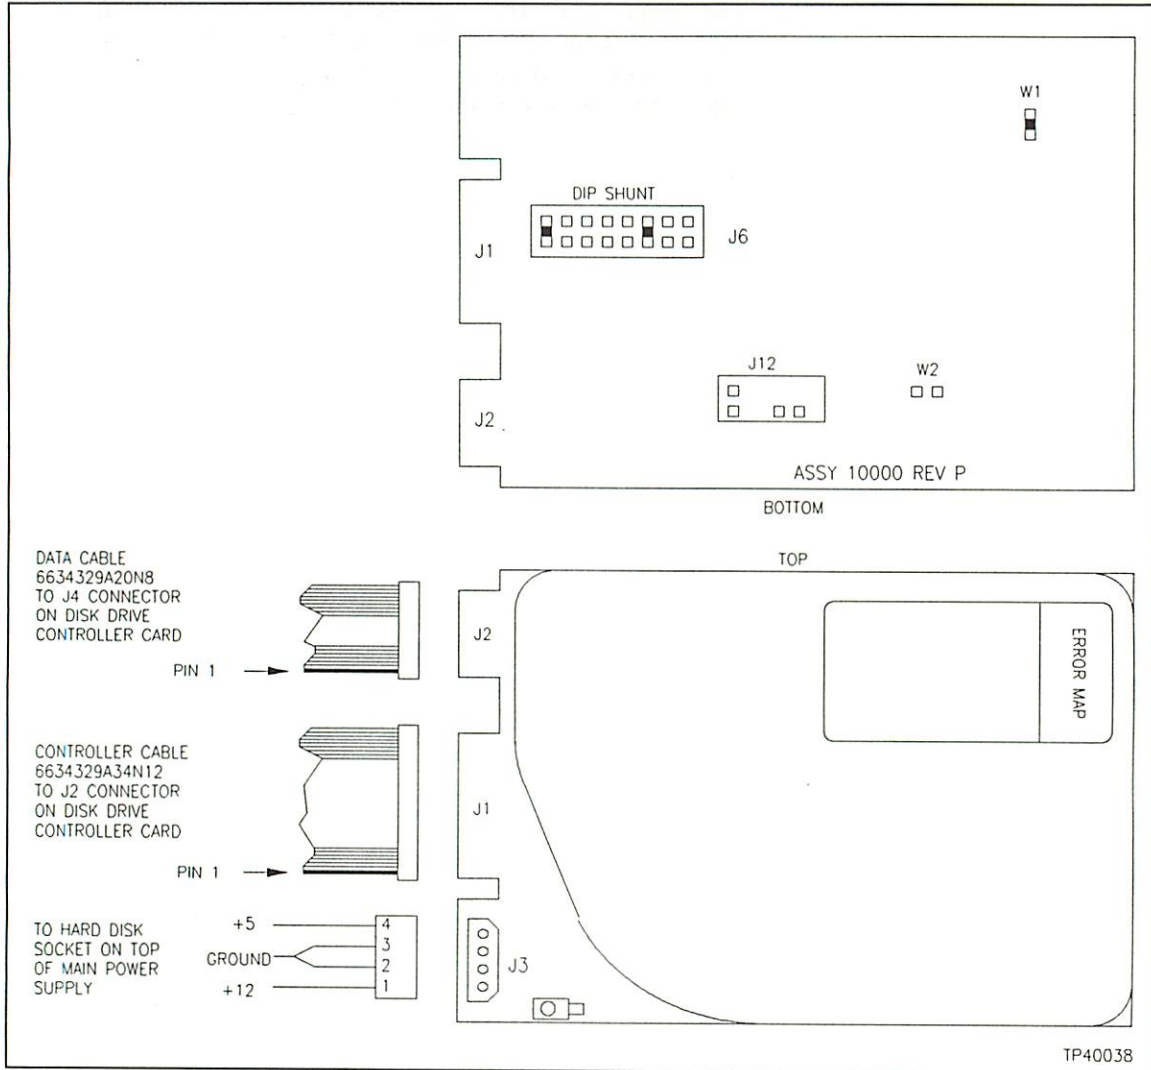 W1
DIP SHUNT
J6
J1
J12
W2
J2
ASSY 10000 REV P
BOTTOM
TOP
DATA CABLE
6634329A20N8
TO J4 CONNECTOR
ON DISK DRIVE
CONTROLLER CARD
PIN 1
J2
ERROR MAP
CONTROLLER CABLE
6634329A34N12
TO J2 CONNECTOR
ON DISK DRIVE
CONTROLLER CARD
PIN 1
J1
TO HARD DISK
SOCKET ON TOP
OF MAIN POWER
SUPPLY
+5
GROUND
+12
4
3
2
1
J3
TP40038